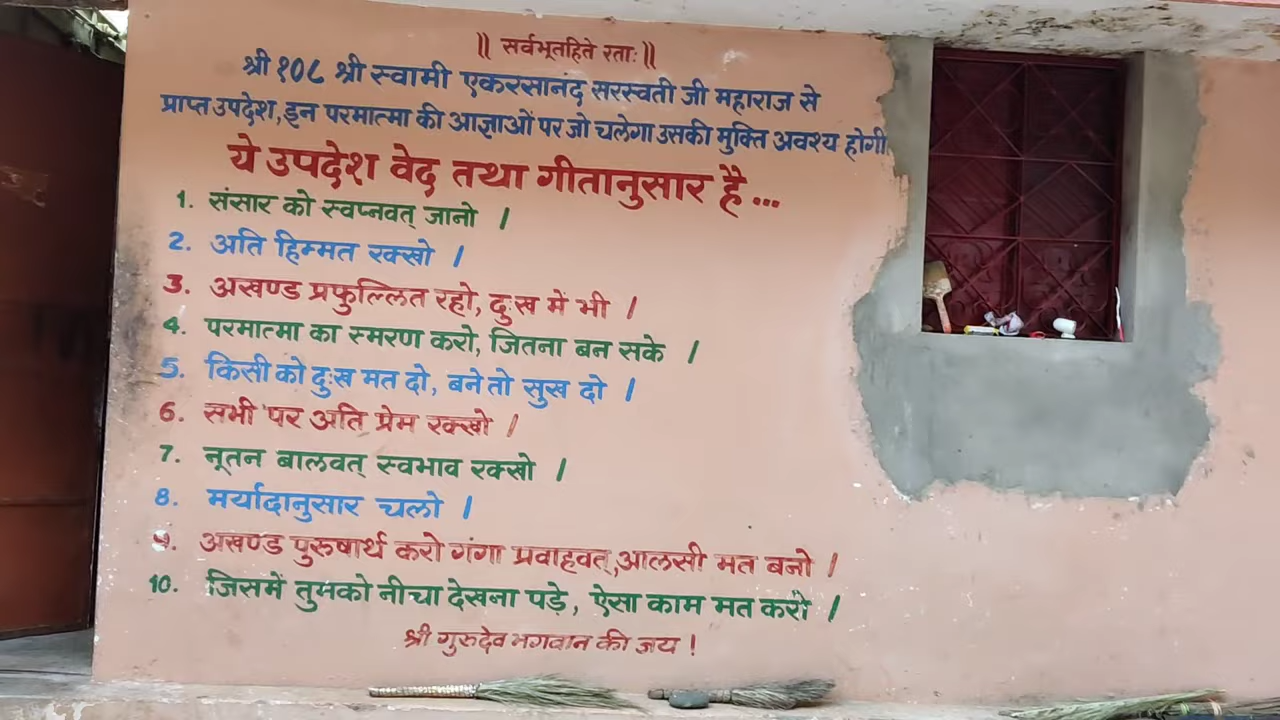 ॥ सर्वभूतहिते रताः ॥
श्री १०८ श्री स्वामी एकरसानंद सरस्वती जी महाराज से
प्राप्त उपदेश, इन परमात्मा की आज्ञाओं पर जो चलेगा उसकी मुक्ति अवश्य होगी
ये उपदेश वेद तथा गीतानुसार है...
1. संसार को स्वप्नवत् जानो ।
2. अति हिम्मत रक्खो ।
3. अखण्ड प्रफुल्लित रहो, दुःख में भी ।
4. परमात्मा का स्मरण करो, जितना बन सके ।
5. किसी को दुःख मत दो, बने तो सुख दो ।
6. सभी पर अति प्रेम रक्खो ।
7. नूतन बालवत् स्वभाव रक्खो ।
8. मर्यादानुसार चलो ।
9. अखण्ड पुरुषार्थ करो गंगा प्रवाहवत्, आलसी मत बनो ।
10. जिसमें तुमको नीचा देखना पड़े, ऐसा काम मत करो ।
श्री गुरुदेव भगवान की जय !